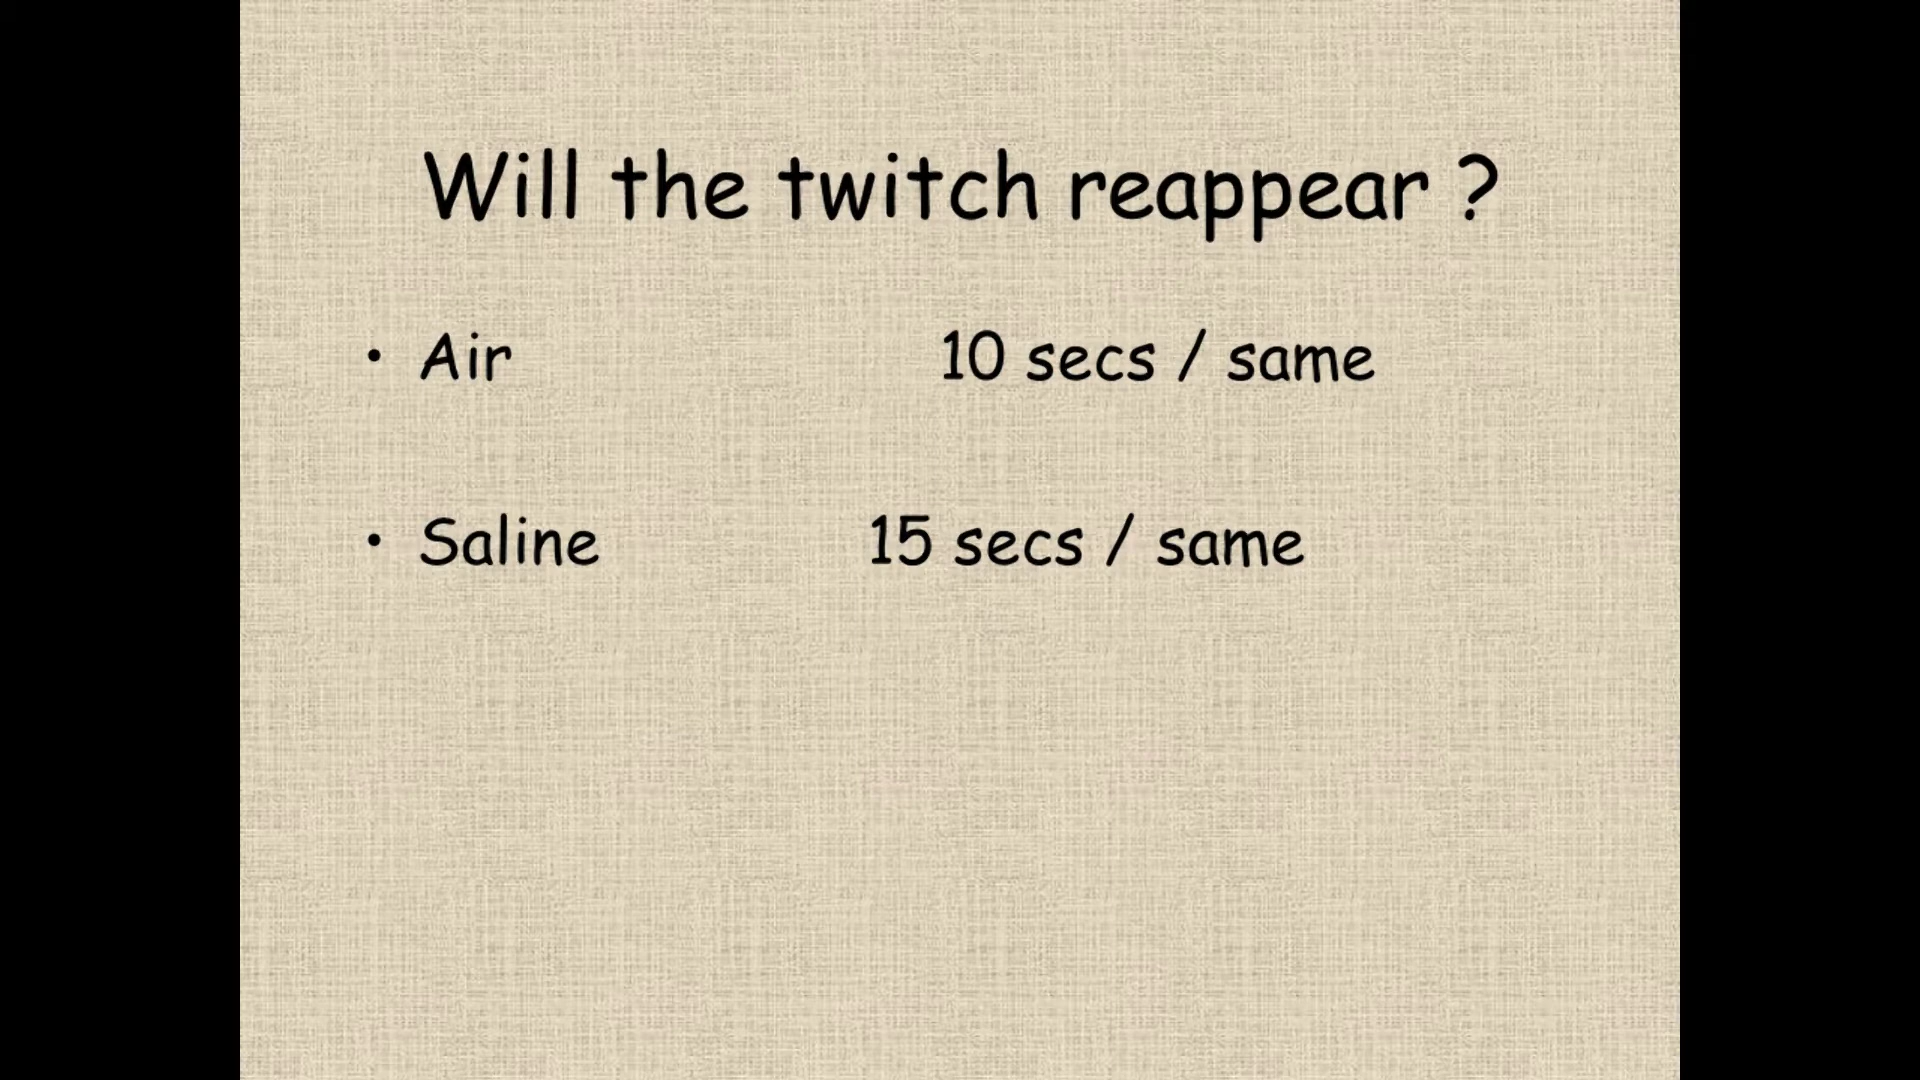 Will the twitch reappear ?
• Air 10 secs / same
• Saline 15 secs / same